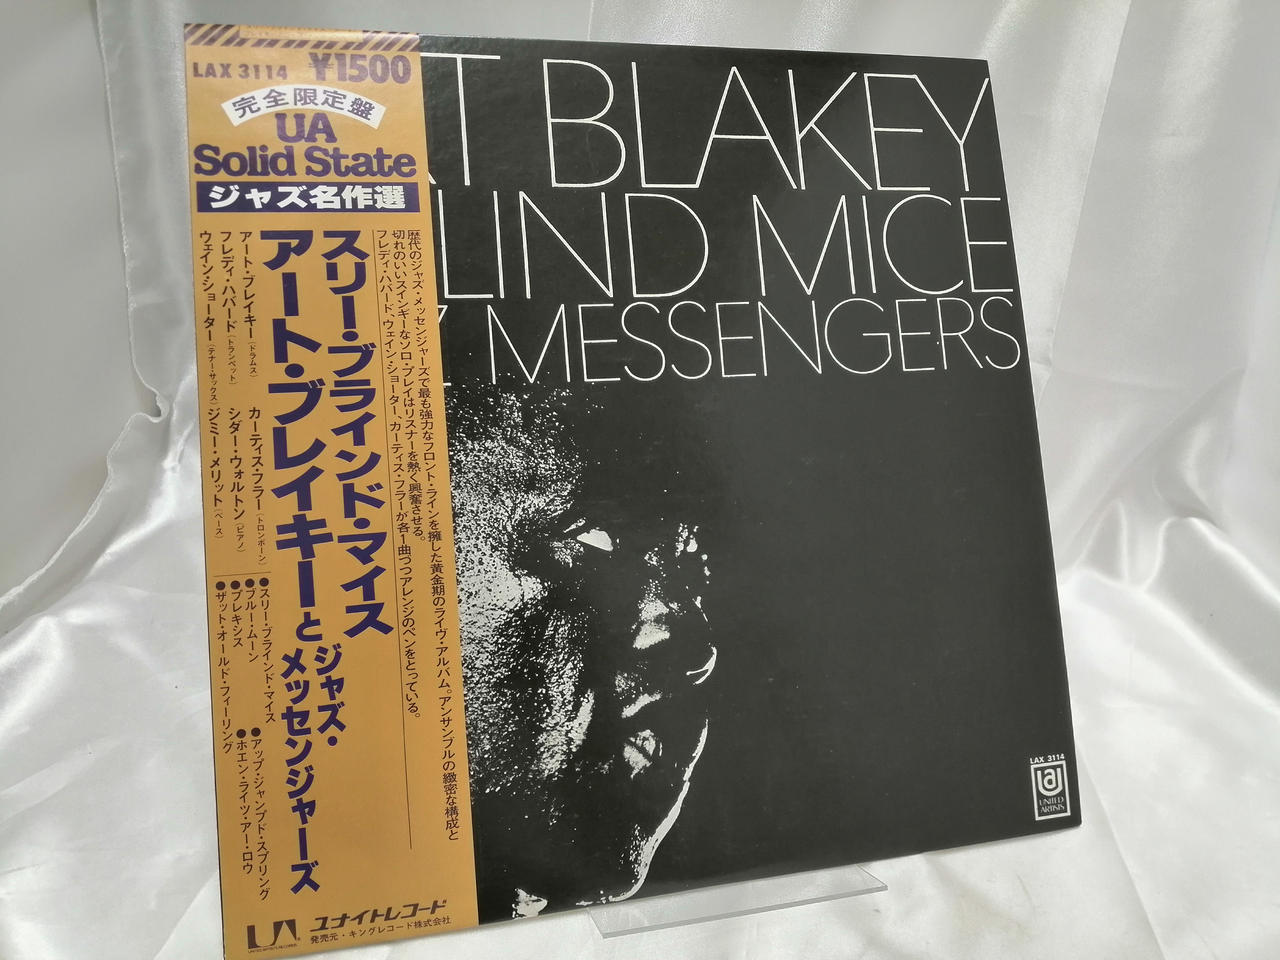 LAX 3114 ¥1500
完全限定盤
UA
Solid State
ジャズ名作選
歴代のジャズ・メッセンジャーズで最も強力なフロント・ラインを擁した黄金期のライヴ・アルバム。アンサンブルの緻密な構成と
切れのいいスインギーなソロ・プレイはリスナーを熱く興奮させる。
フレディ・ハバード、ウェイン・ショーター、カーティス・フラーが各1曲づつアレンジのペンをとっている。
スリー・ブラインド・マイス
アート・ブレイキーとジャズ・メッセンジャーズ
アート・ブレイキー(ドラムス)
フレディ・ハバード(トランペット)
ウェイン・ショーター(テナー・サックス)
カーティス・フラー(トロンボーン)
シダー・ウォルトン(ピアノ)
ジミー・メリット(ベース)
●スリー・ブラインド・マイス
●ブルー・ムーン
●プレキシス
●ザット・オールド・フィーリング
●アップ・ジャンプド・スプリング
●ホエン・ライツ・アー・ロウ
UA
ユナイトレコード
発売元・キングレコード株式会社
T BLAKEY
LIND MICE
Z MESSENGERS
LAX 3114
UA
UNITED
ARTISTS